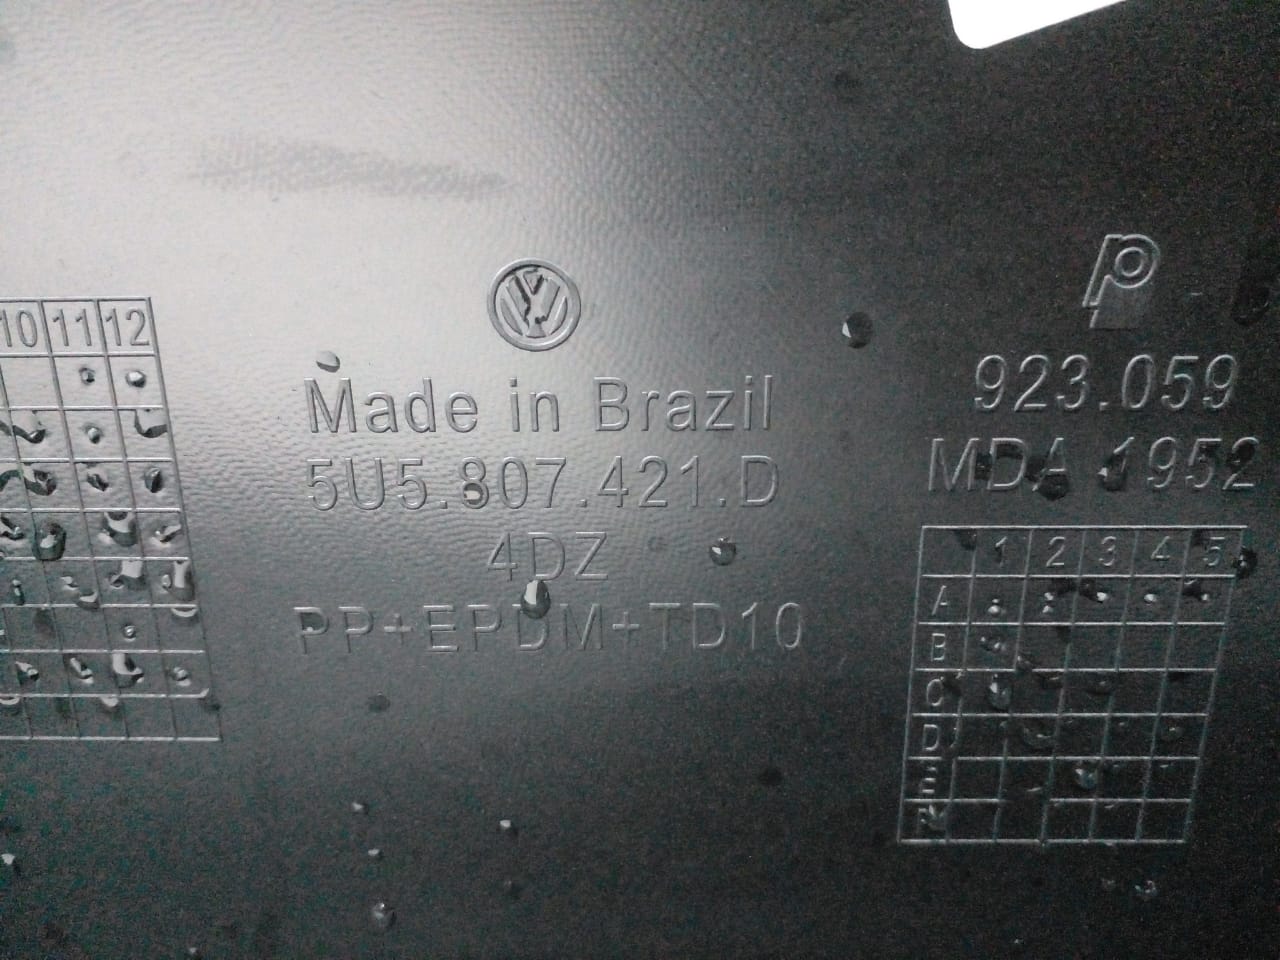 10 11 12
Made in Brazil
5U5.807.421.D
4DZ
PP+EPDM+TD10
923.059
MDA 1952
1 2 3 4 5
A
B
C
D
E
F